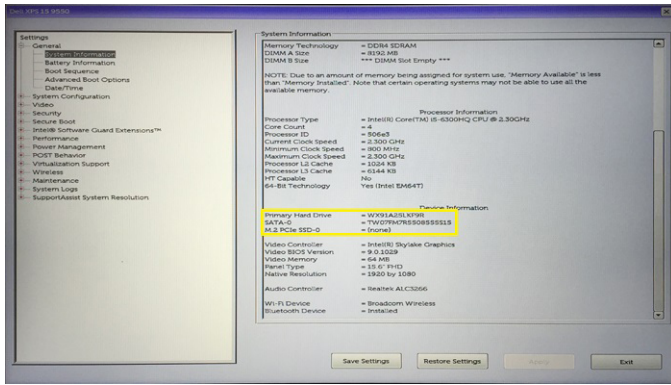 Dell XPS 15 9550
Settings
General
System Information
Battery Information
Boot Sequence
Advanced Boot Options
Date/Time
System Configuration
Video
Security
Secure Boot
Intel® Software Guard Extensions™
Performance
Power Management
POST Behavior
Virtualization Support
Wireless
Maintenance
System Logs
SupportAssist System Resolution
System Information
Memory Technology = DDR4 SDRAM
DIMM A Size = 8192 MB
DIMM B Size *** DIMM Slot Empty ***
NOTE: Due to an amount of memory being assigned for system use, "Memory Available" is less
than "Memory Installed". Note that certain operating systems may not be able to use all the
available memory.
Processor Information
Processor Type = Intel(R) Core(TM) i5-6300HQ CPU @ 2.30GHz
Core Count = 4
Processor ID = 506e3
Current Clock Speed = 2.300 GHz
Minimum Clock Speed = 800 MHz
Maximum Clock Speed = 2.300 GHz
Processor L2 Cache = 1024 KB
Processor L3 Cache = 6144 KB
HT Capable No
64-Bit Technology Yes (Intel EM64T)
Device Information
Primary Hard Drive = WX91A25LKF9R
SATA-0 =
M.2 PCIe SSD-0 = (none)
Video Controller = Intel(R) Skylake Graphics
Video BIOS Version = 9.0.1029
Video Memory = 64 MB
Panel Type = 15.6" FHD
Native Resolution = 1920 by 1080
Audio Controller = Realtek ALC3266
Wi-Fi Device = Broadcom Wireless
Bluetooth Device = Installed
Save Settings
Restore Settings
Apply
Exit